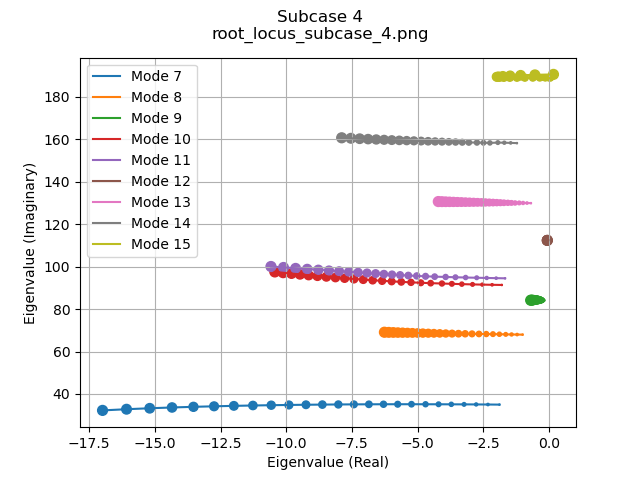 Subcase 4
root_locus_subcase_4.png
Mode 7
Mode 8
Mode 9
Mode 10
Mode 11
Mode 12
Mode 13
Mode 14
Mode 15
Eigenvalue (Imaginary)
180
160
140
120
100
80
60
40
−17.5 −15.0 −12.5 −10.0 −7.5 −5.0 −2.5 0.0
Eigenvalue (Real)